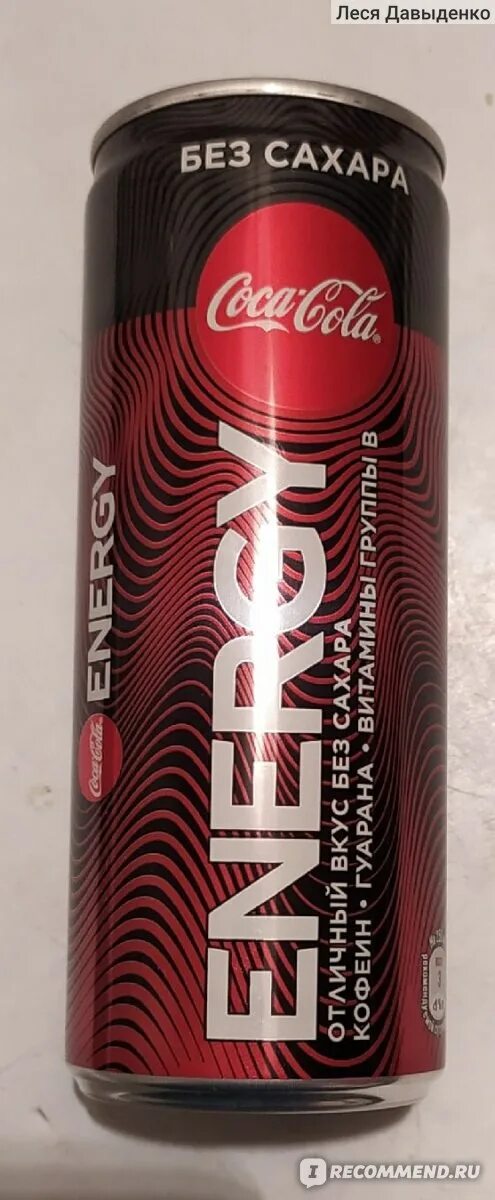 Леся Давыденко
БЕЗ САХАРА
Coca-Cola
ENERGY
ОТЛИЧНЫЙ ВКУС БЕЗ САХАРА
КОФЕИН • ГУАРАНА • ВИТАМИНЫ ГРУППЫ В
Coca-Cola ENERGY
IRECOMMEND.RU